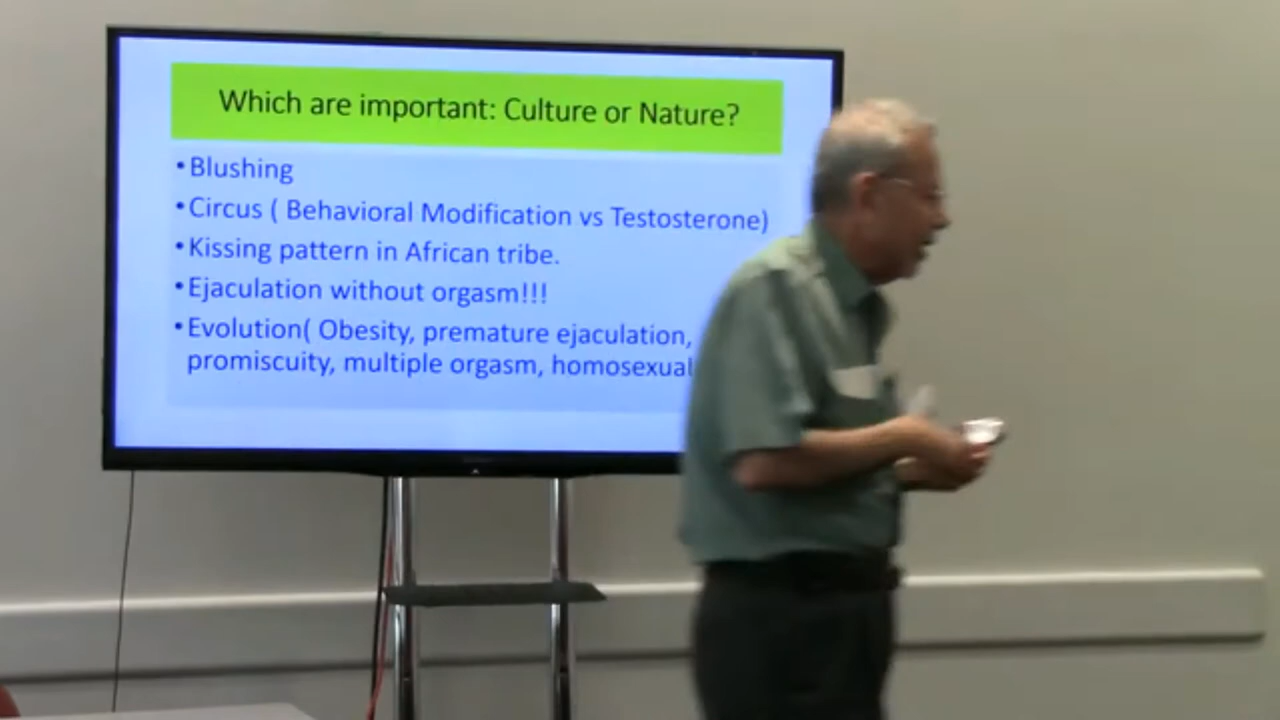 Which are important: Culture or Nature?
•Blushing
•Circus ( Behavioral Modification vs Testosterone)
•Kissing pattern in African tribe.
•Ejaculation without orgasm!!!
•Evolution( Obesity, premature ejaculation,
promiscuity, multiple orgasm, homosexual